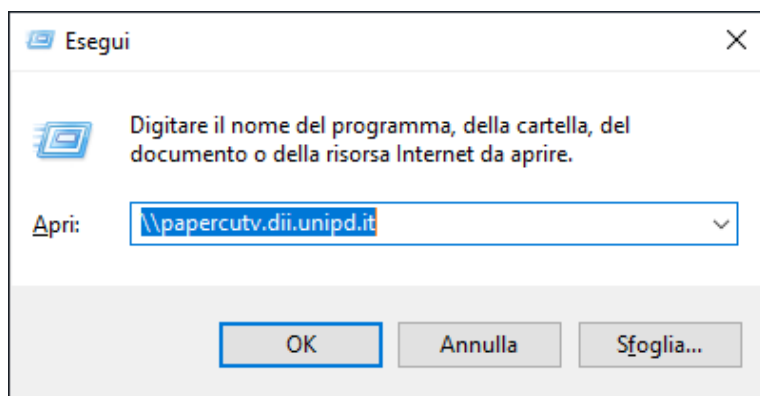 Esegui
Digitare il nome del programma, della cartella, del
documento o della risorsa Internet da aprire.
Apri:
\\papercutv.dii.unipd.it
OK
Annulla
Sfoglia...